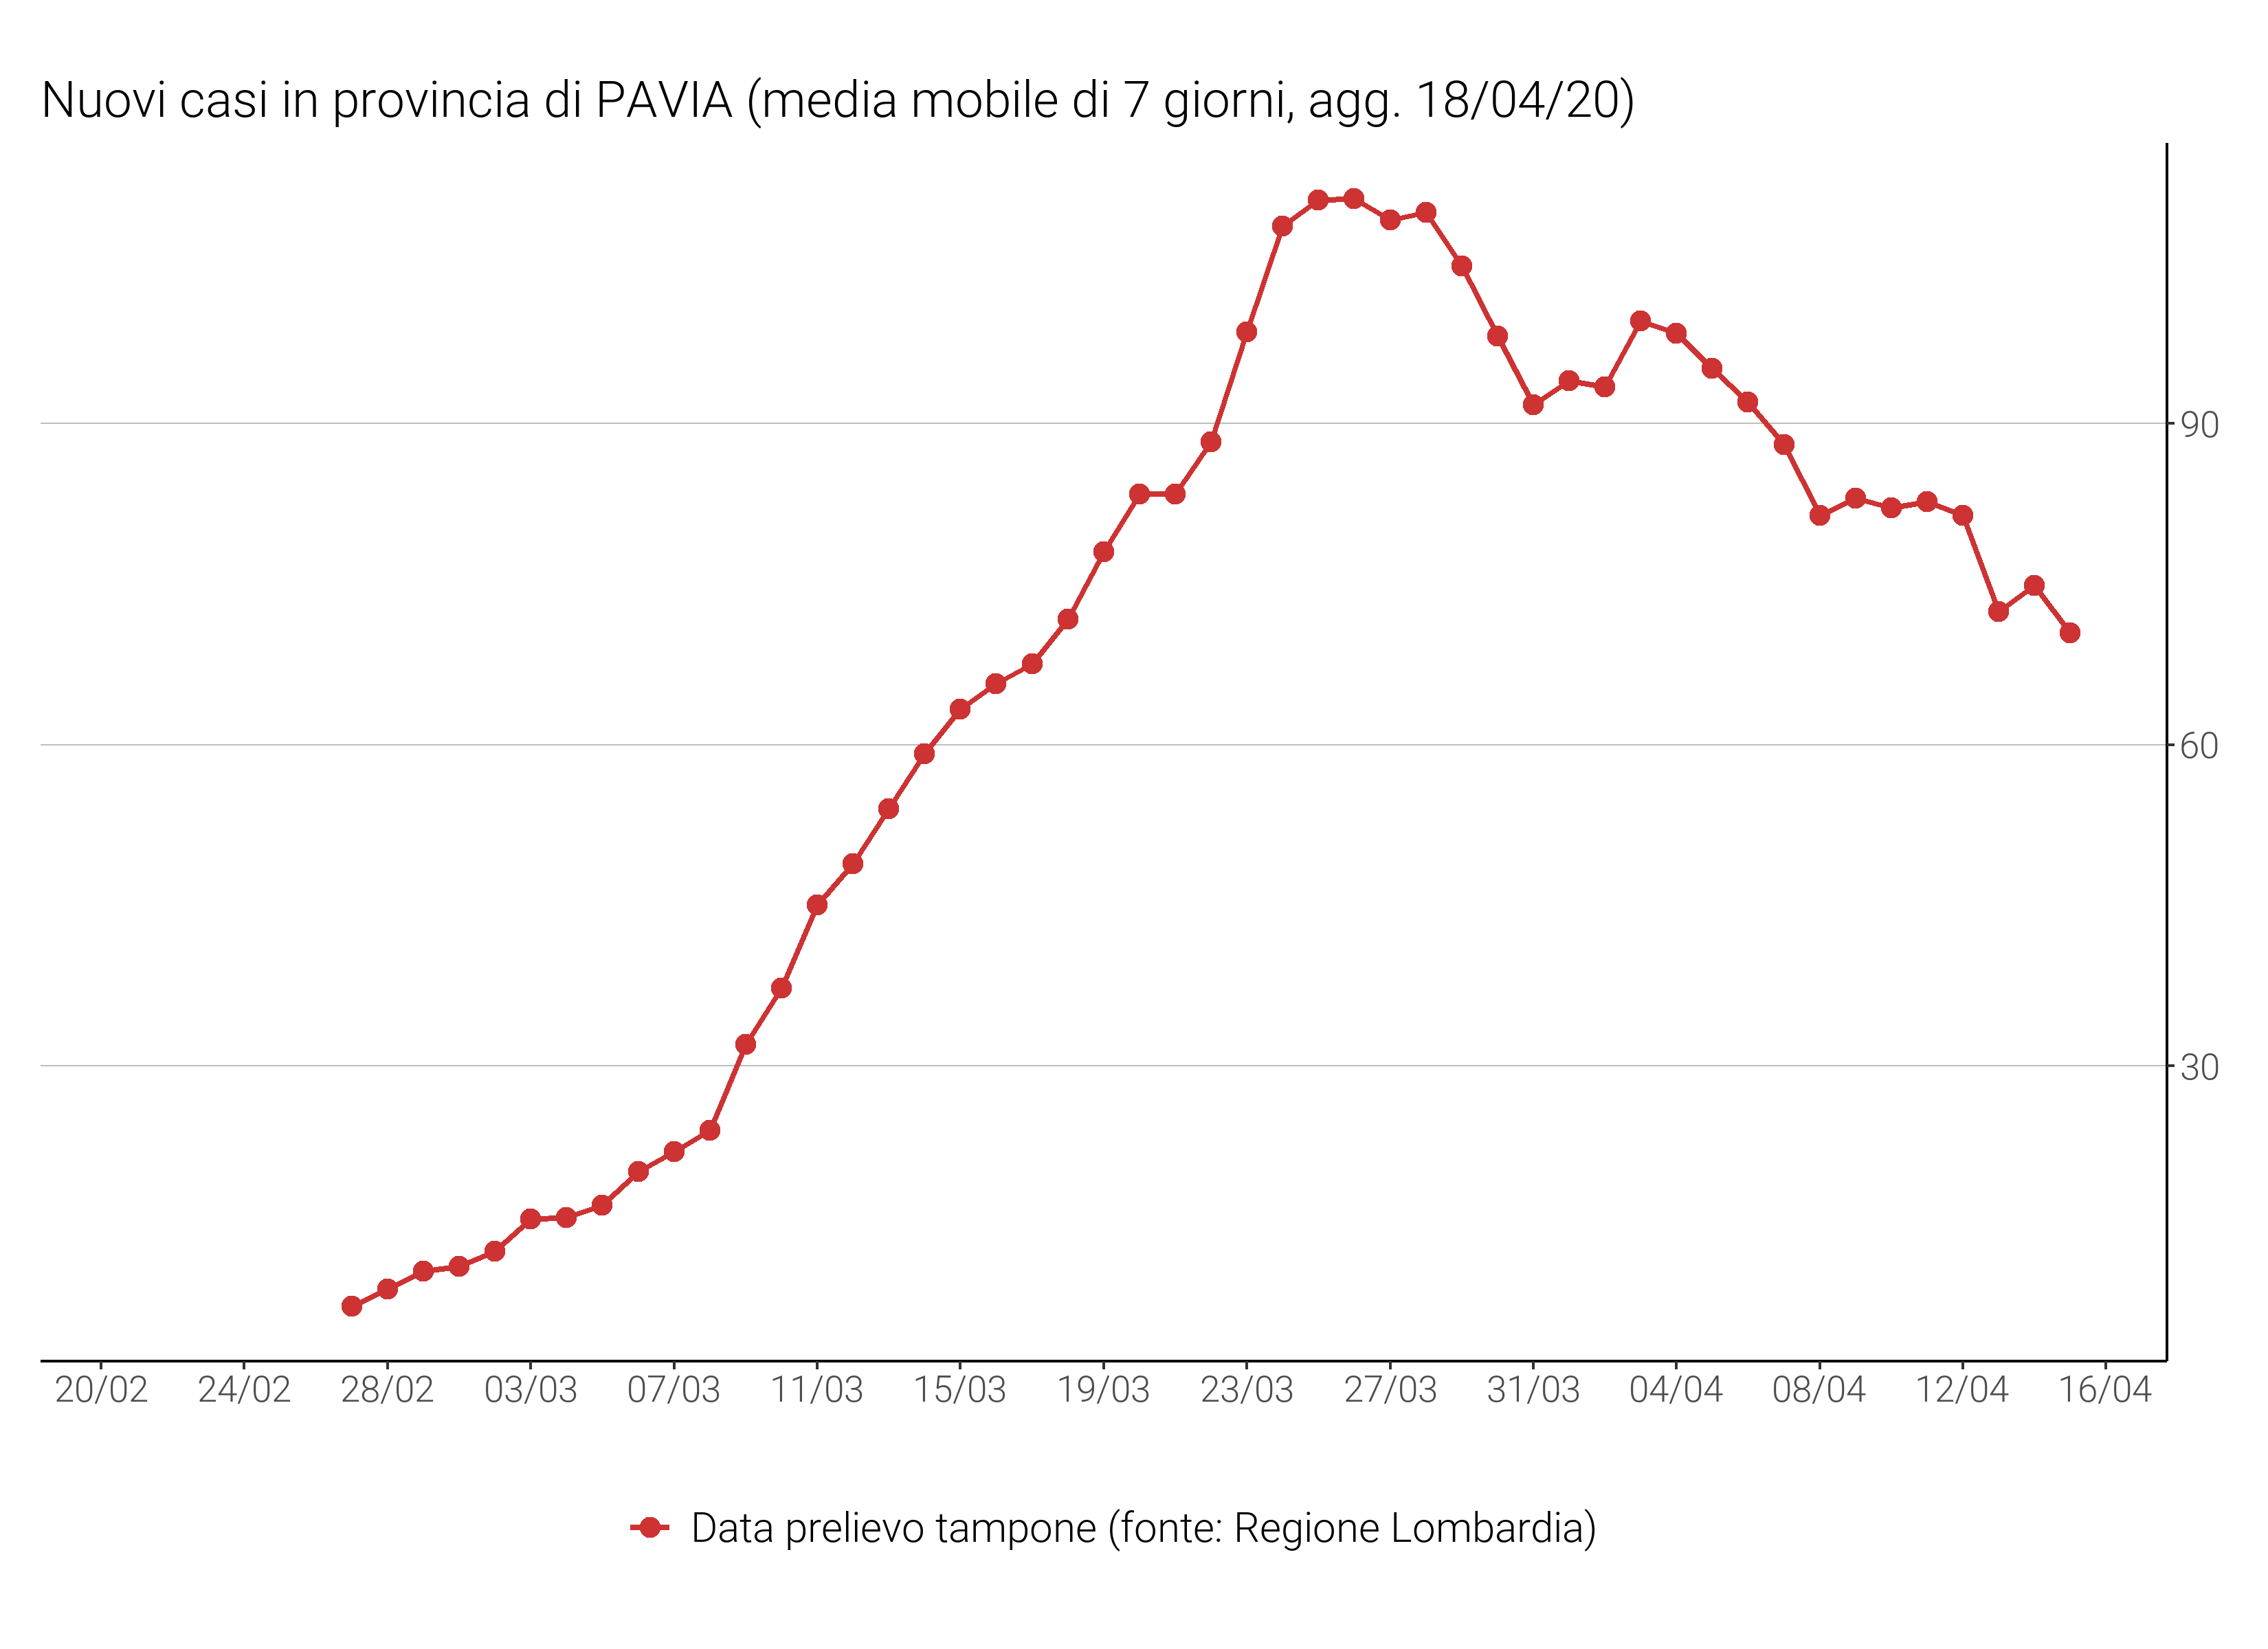 Nuovi casi in provincia di PAVIA (media mobile di 7 giorni, agg. 18/04/20)
90
60
30
20/02 24/02 28/02 03/03 07/03 11/03 15/03 19/03 23/03 27/03 31/03 04/04 08/04 12/04 16/04
Data prelievo tampone (fonte: Regione Lombardia)